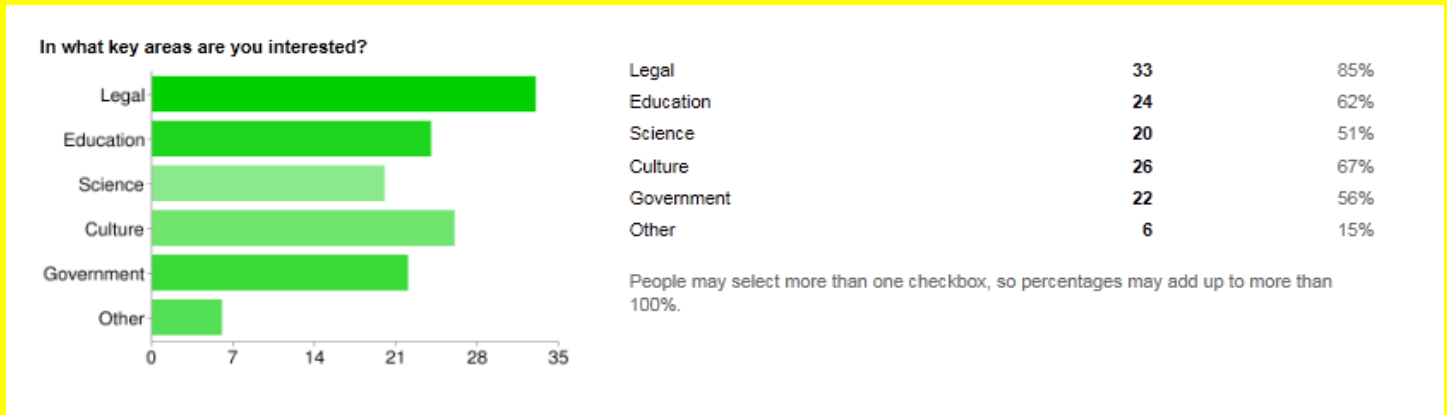 In what key areas are you interested?
Legal
Education
Science
Culture
Government
Other
0 7 14 21 28 35
Legal 33 85%
Education 24 62%
Science 20 51%
Culture 26 67%
Government 22 56%
Other 6 15%
People may select more than one checkbox, so percentages may add up to more than
100%.